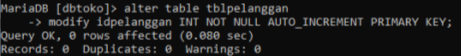 MariaDB [dbtoko]> alter table tblpelanggan
    -> modify idpelanggan INT NOT NULL AUTO_INCREMENT PRIMARY KEY;
Query OK, 0 rows affected (0.080 sec)
Records: 0  Duplicates: 0  Warnings: 0